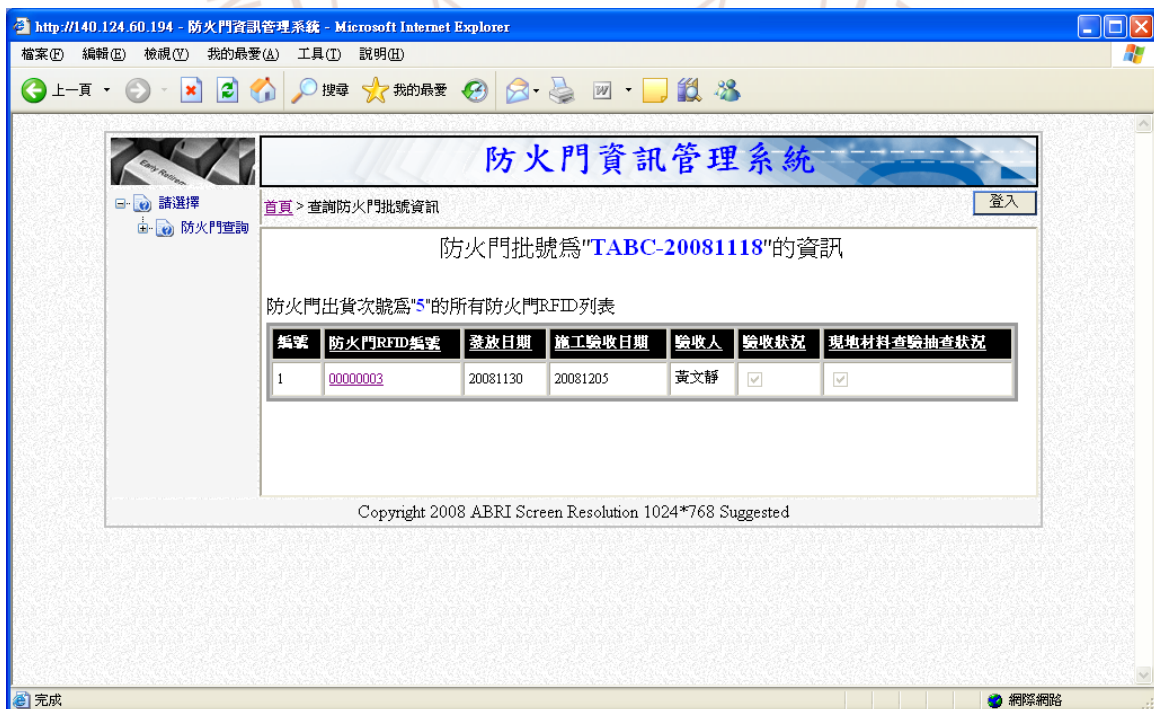 http://140.124.60.194 - 防火門資訊管理系統 - Microsoft Internet Explorer
檔案(F) 編輯(E) 檢視(V) 我的最愛(A) 工具(T) 說明(H)
上一頁 搜尋 我的最愛
Early Retirem
防火門資訊管理系統
請選擇
防火門查詢
首頁 > 查詢防火門批號資訊
登入
防火門批號為"TABC-20081118"的資訊
防火門出貨次號為"5"的所有防火門RFID列表
編號 防火門RFID編號 發放日期 施工驗收日期 驗收人 驗收狀況 現地材料查驗抽查狀況
1 00000003 20081130 20081205 黃文靜
Copyright 2008 ABRI Screen Resolution 1024*768 Suggested
完成
網際網路